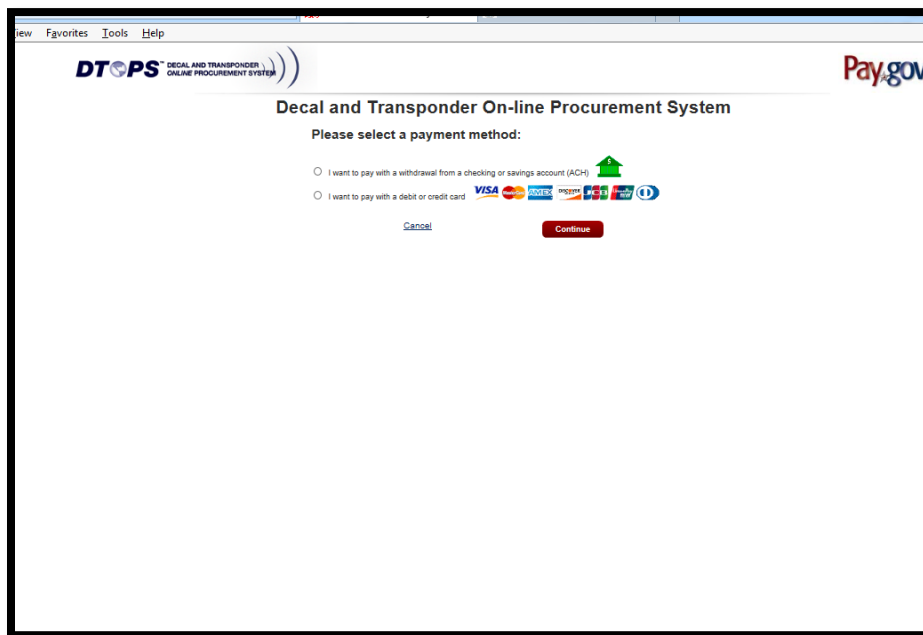 iew Favorites Tools Help
DTOPS™ DECAL AND TRANSPONDER
ONLINE PROCUREMENT SYSTEM
Pay.gov
Decal and Transponder On-line Procurement System
Please select a payment method:
I want to pay with a withdrawal from a checking or savings account (ACH) $
I want to pay with a debit or credit card VISA MasterCard AMEX DISCOVER JCB
Cancel Continue